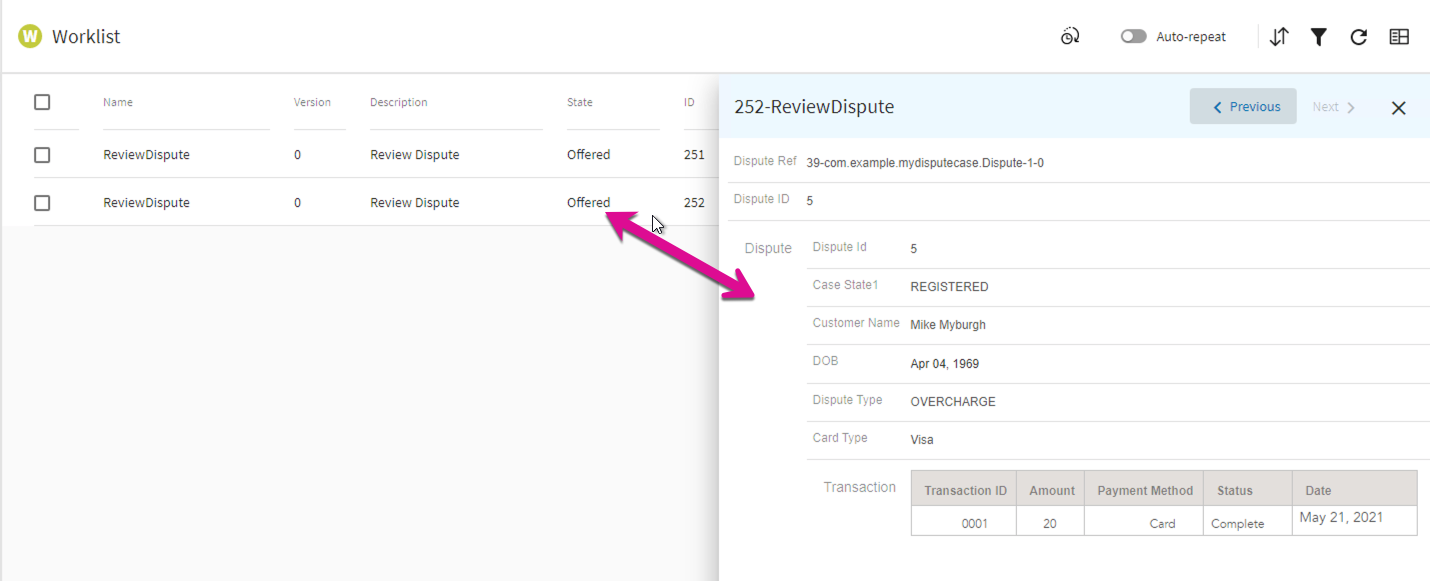 W Worklist
Auto-repeat
Name Version Description State ID
ReviewDispute 0 Review Dispute Offered 251
ReviewDispute 0 Review Dispute Offered 252
252-ReviewDispute
Previous
Next
Dispute Ref 39-com.example.mydisputecase.Dispute-1-0
Dispute ID 5
Dispute
Dispute Id 5
Case State1 REGISTERED
Customer Name Mike Myburgh
DOB Apr 04, 1969
Dispute Type OVERCHARGE
Card Type Visa
Transaction
Transaction ID Amount Payment Method Status Date
0001 20 Card Complete May 21, 2021